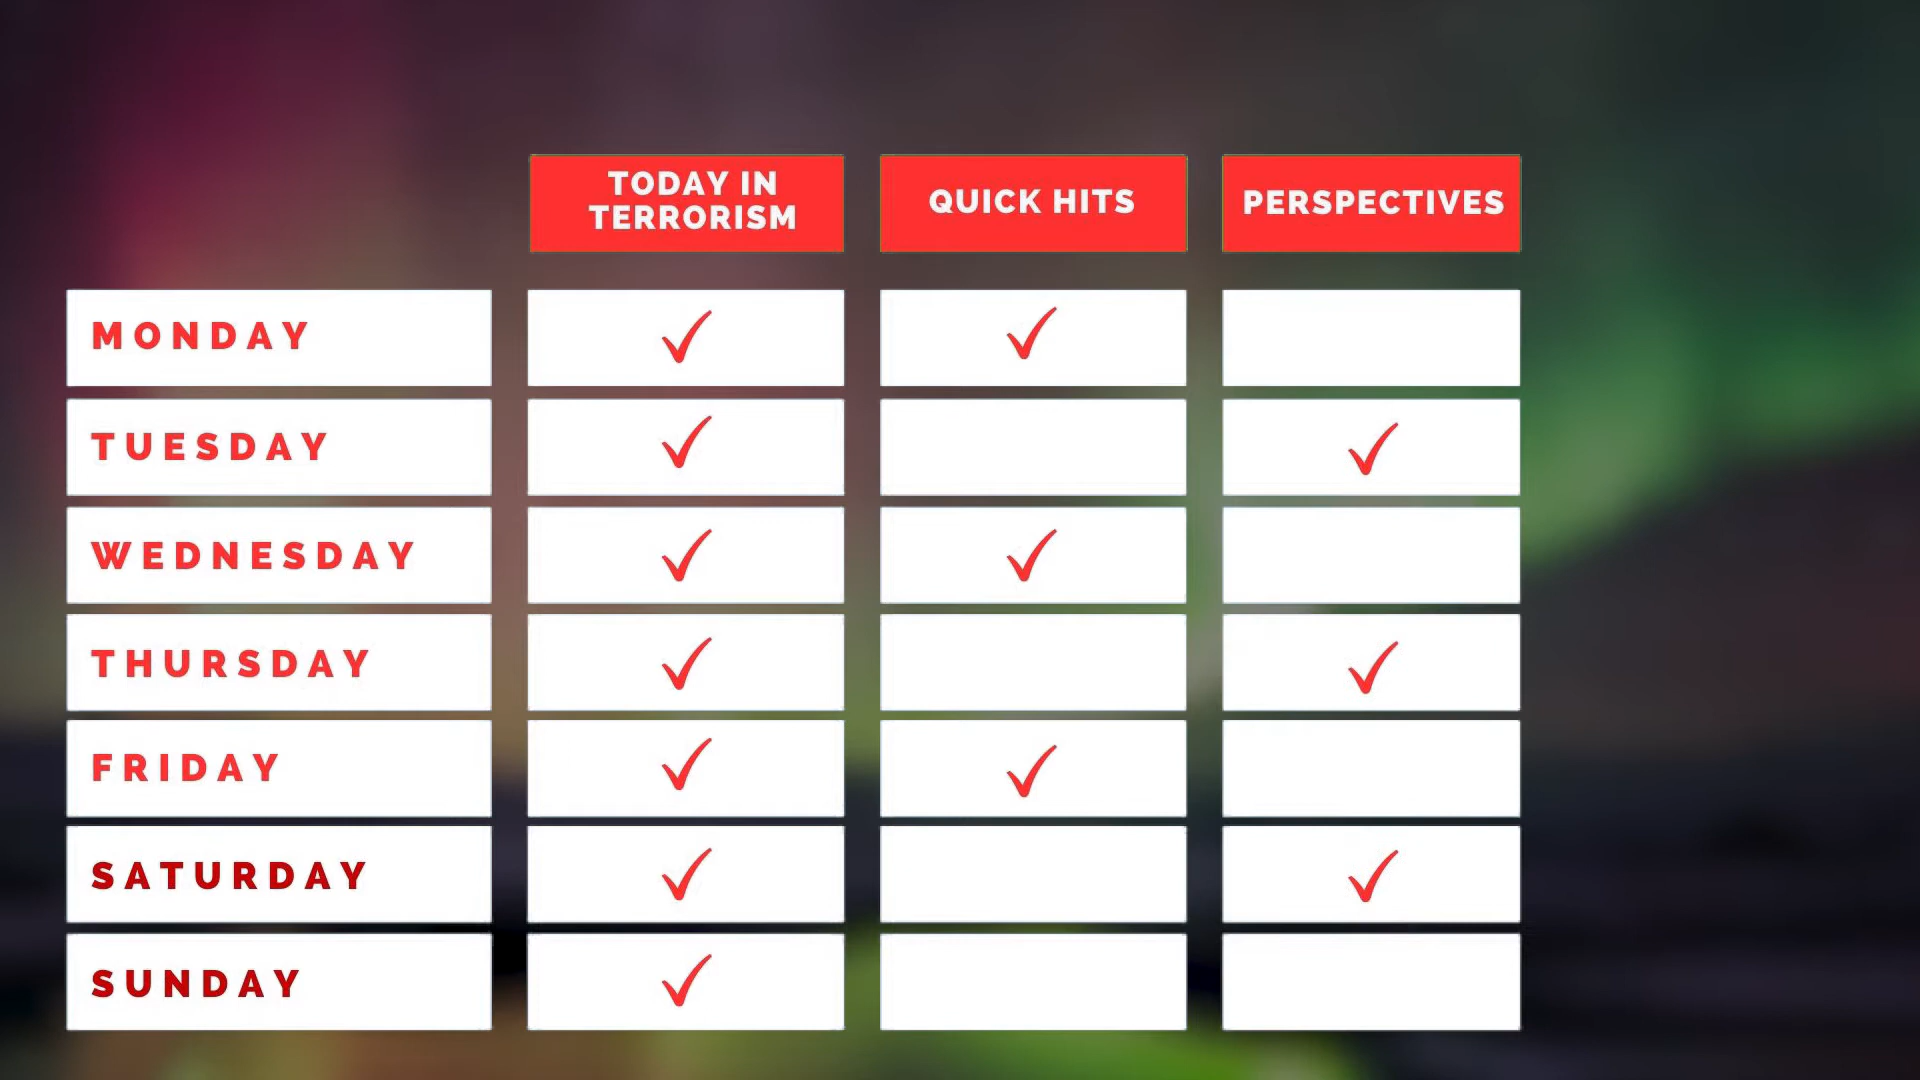 TODAY IN
TERRORISM
QUICK HITS
PERSPECTIVES
MONDAY
TUESDAY
WEDNESDAY
THURSDAY
FRIDAY
SATURDAY
SUNDAY